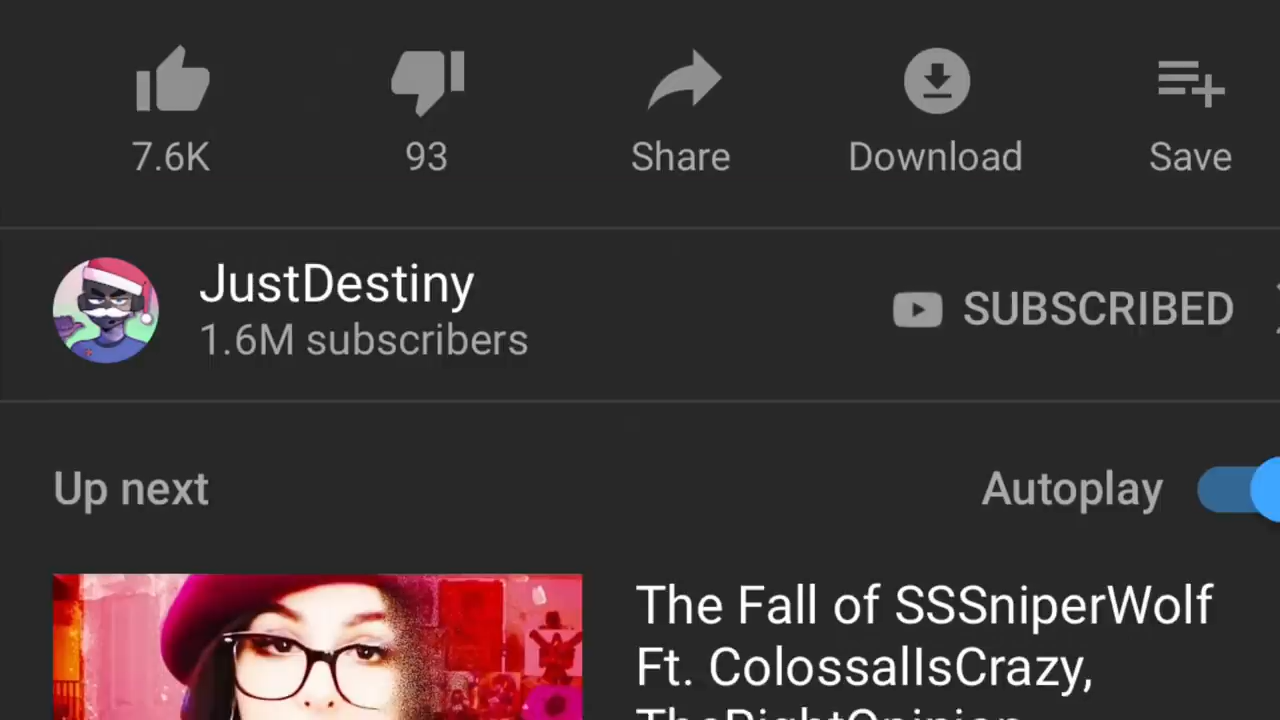 7.6K 93 Share Download Save
JustDestiny
1.6M subscribers
SUBSCRIBED
Up next Autoplay
The Fall of SSSniperWolf
Ft. ColossalIsCrazy,
TheRightOpinion